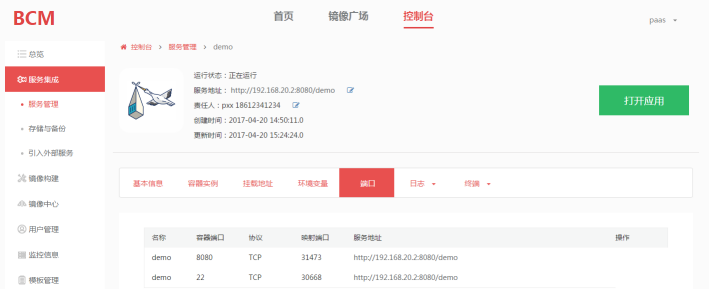 BCM
首页 镜像广场 控制台
paas
总览
服务集成
服务管理
存储与备份
引入外部服务
镜像构建
镜像中心
用户管理
监控信息
模板管理
控制台 > 服务管理 > demo
运行状态：正在运行
服务地址： http://192.168.20.2:8080/demo
责任人：pxx 18612341234
创建时间：2017-04-20 14:50:11.0
更新时间：2017-04-20 15:24:24.0
打开应用
基本信息 容器实例 挂载地址 环境变量 端口 日志 终端
名称 容器端口 协议 映射端口 服务地址 操作
demo 8080 TCP 31473 http://192.168.20.2:8080/demo
demo 22 TCP 30668 http://192.168.20.2:8080/demo